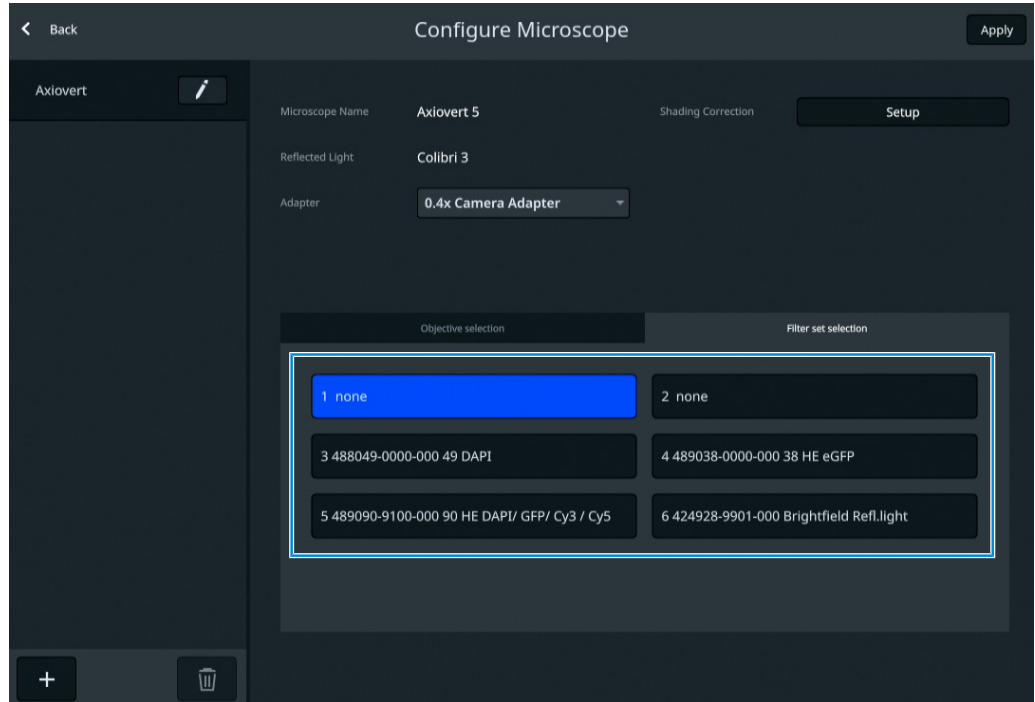 Back
Configure Microscope
Apply
Axiovert
Microscope Name
Axiovert 5
Shading Correction
Setup
Reflected Light
Colibri 3
Adapter
0.4x Camera Adapter
Objective selection
Filter set selection
1 none
2 none
3 488049-0000-000 49 DAPI
4 489038-0000-000 38 HE eGFP
5 489090-9100-000 90 HE DAPI/ GFP/ Cy3 / Cy5
6 424928-9901-000 Brightfield Refl.light